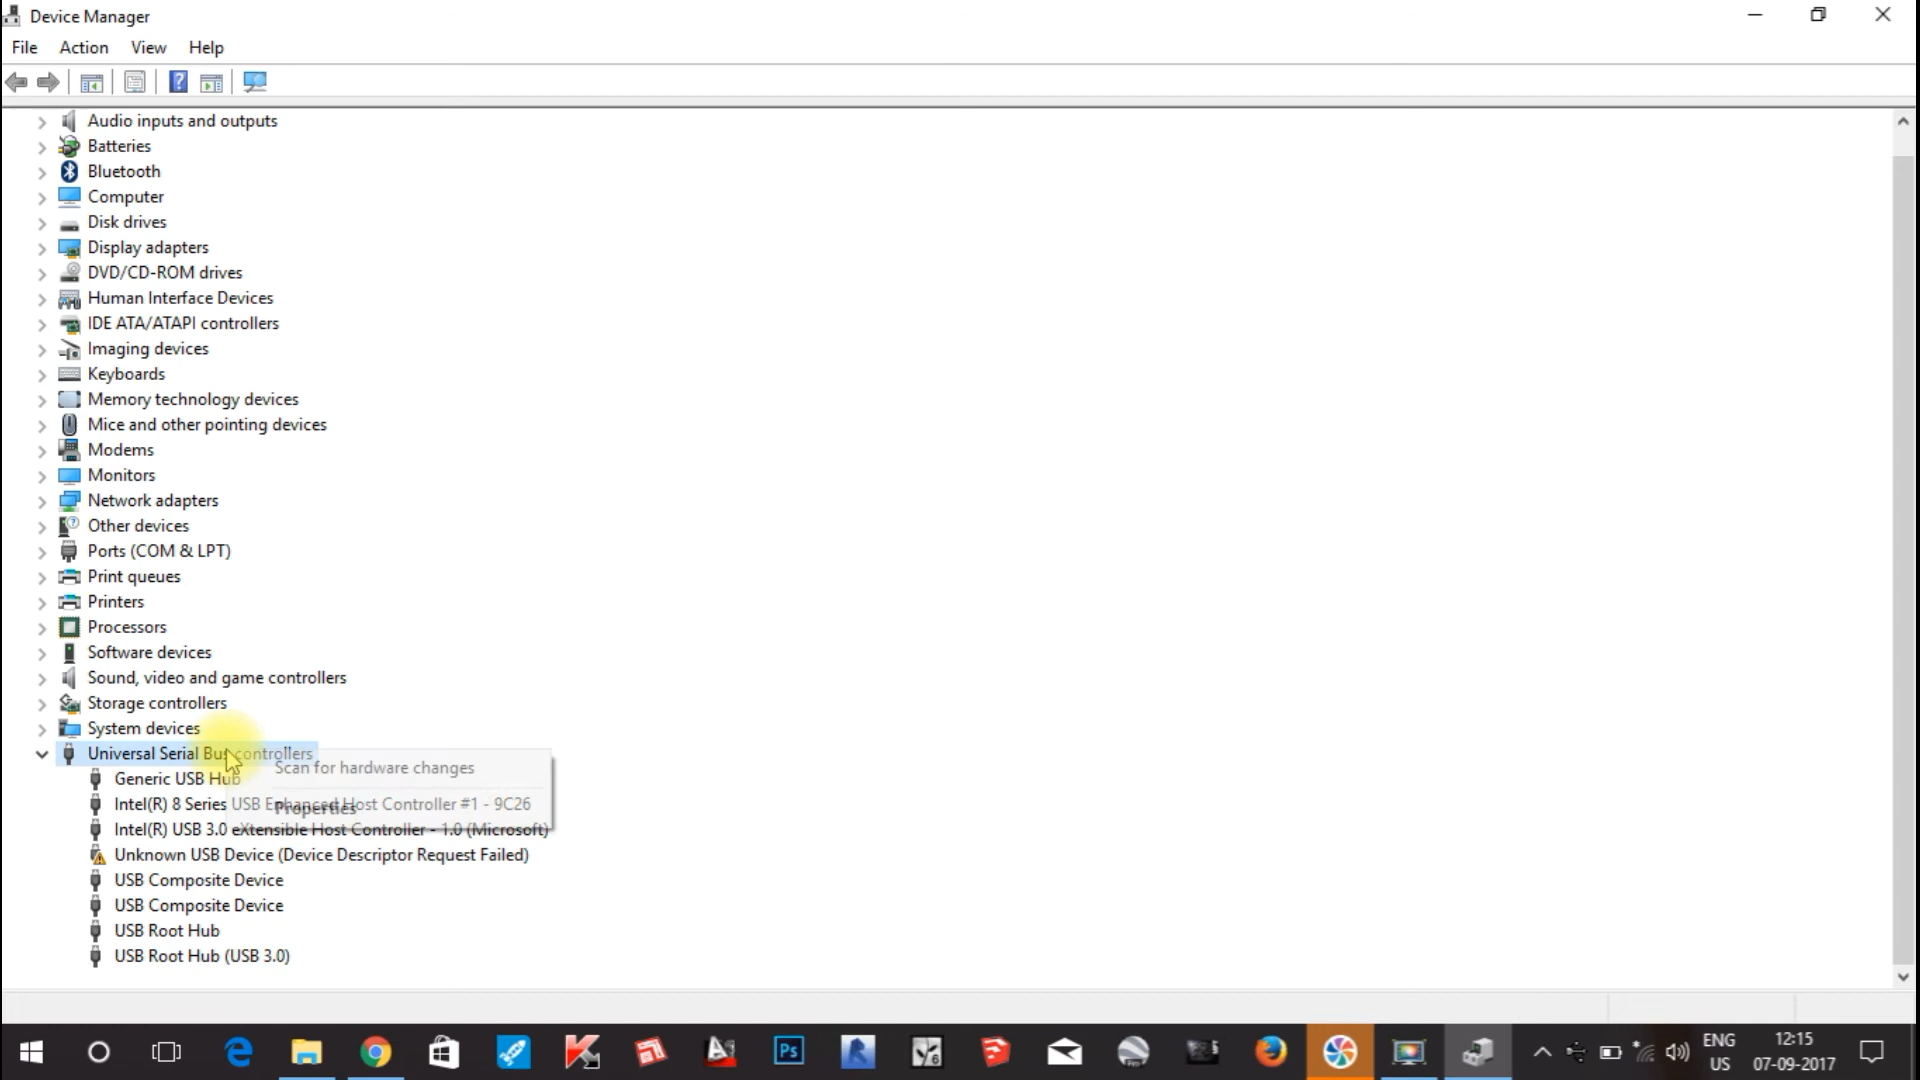 Device Manager
File Action View Help
Audio inputs and outputs
Batteries
Bluetooth
Computer
Disk drives
Display adapters
DVD/CD-ROM drives
Human Interface Devices
IDE ATA/ATAPI controllers
Imaging devices
Keyboards
Memory technology devices
Mice and other pointing devices
Modems
Monitors
Network adapters
Other devices
Ports (COM & LPT)
Print queues
Printers
Processors
Software devices
Sound, video and game controllers
Storage controllers
System devices
Universal Serial Bus controllers
Scan for hardware changes
Generic USB Hub
Intel(R) 8 Series USB Enhanced Host Controller #1 - 9C26
Properties
Intel(R) USB 3.0 eXtensible Host Controller - 1.0 (Microsoft)
Unknown USB Device (Device Descriptor Request Failed)
USB Composite Device
USB Composite Device
USB Root Hub
USB Root Hub (USB 3.0)
Ps
ENG 12:15
US 07-09-2017